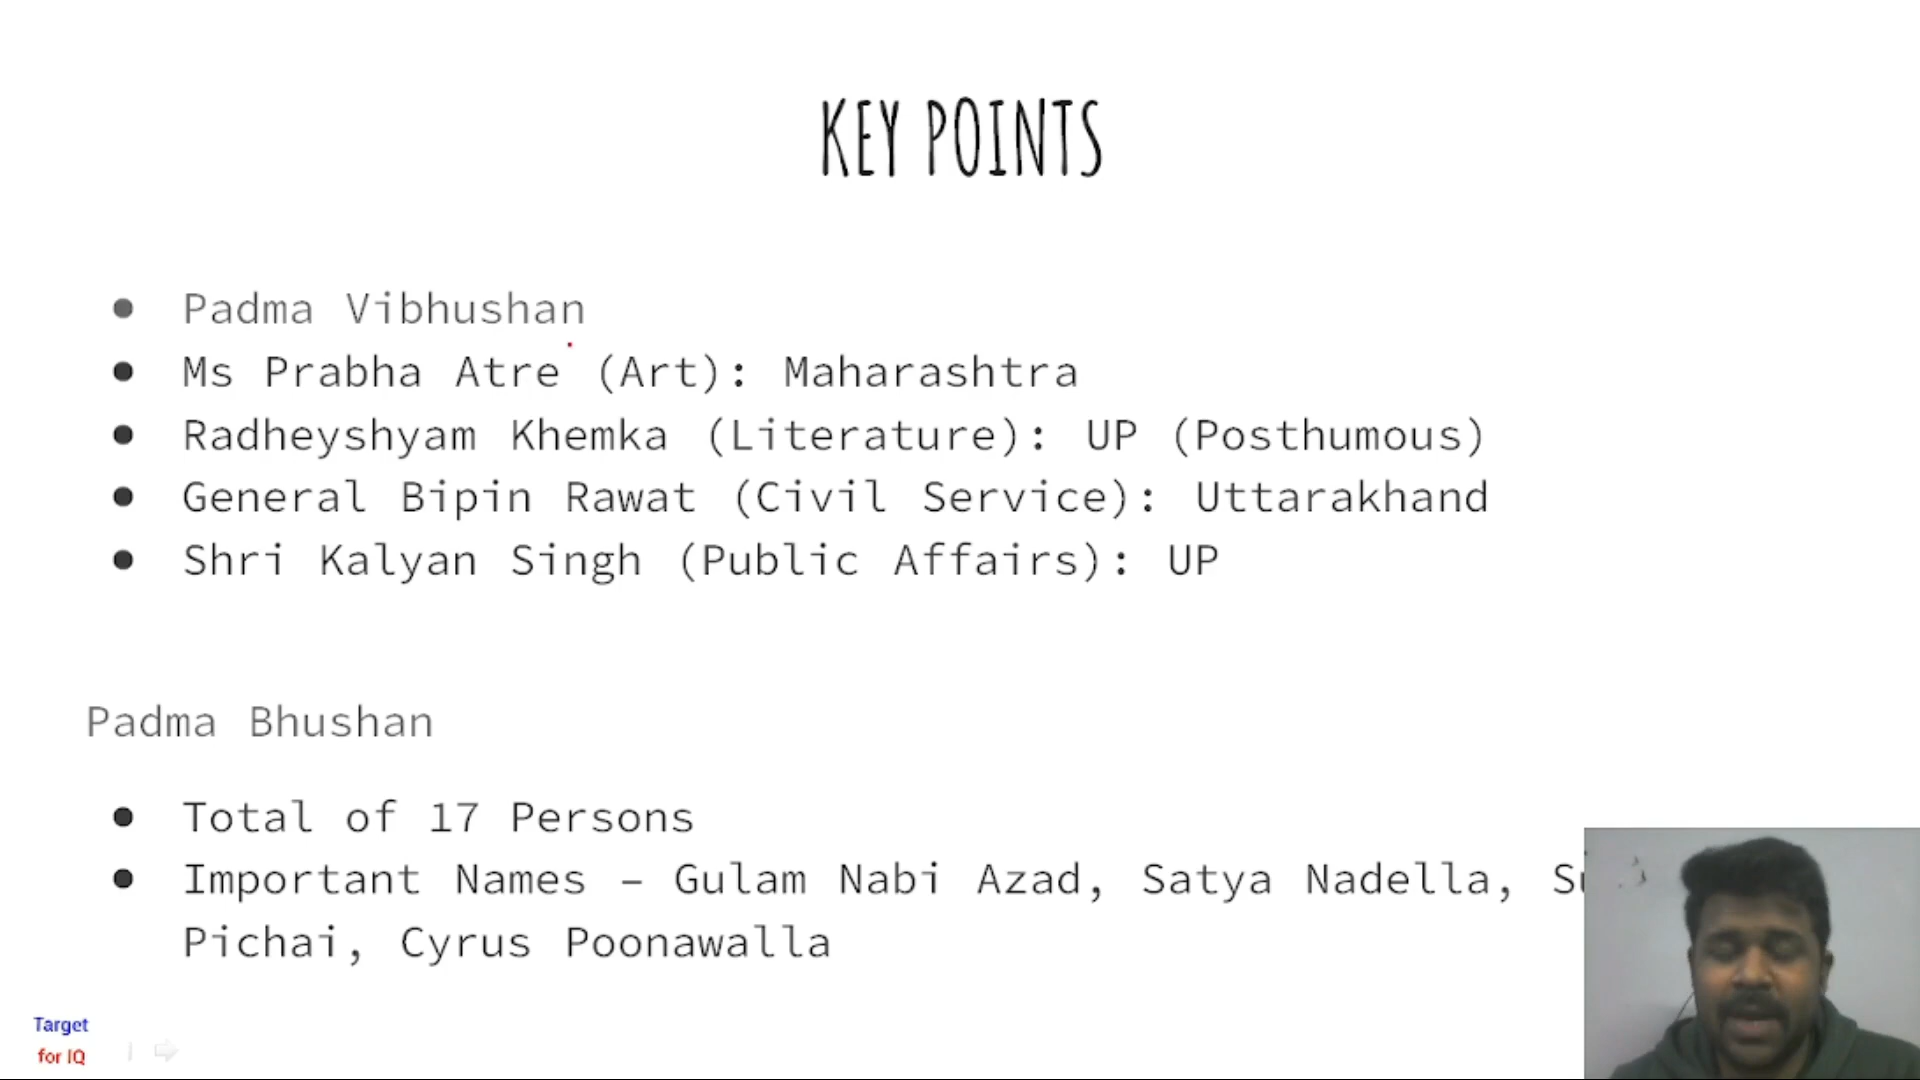 KEY POINTS
Padma Vibhushan
Ms Prabha Atre (Art): Maharashtra
Radheyshyam Khemka (Literature): UP (Posthumous)
General Bipin Rawat (Civil Service): Uttarakhand
Shri Kalyan Singh (Public Affairs): UP
Padma Bhushan
Total of 17 Persons
Important Names – Gulam Nabi Azad, Satya Nadella,
Pichai, Cyrus Poonawalla
Target
for IQ